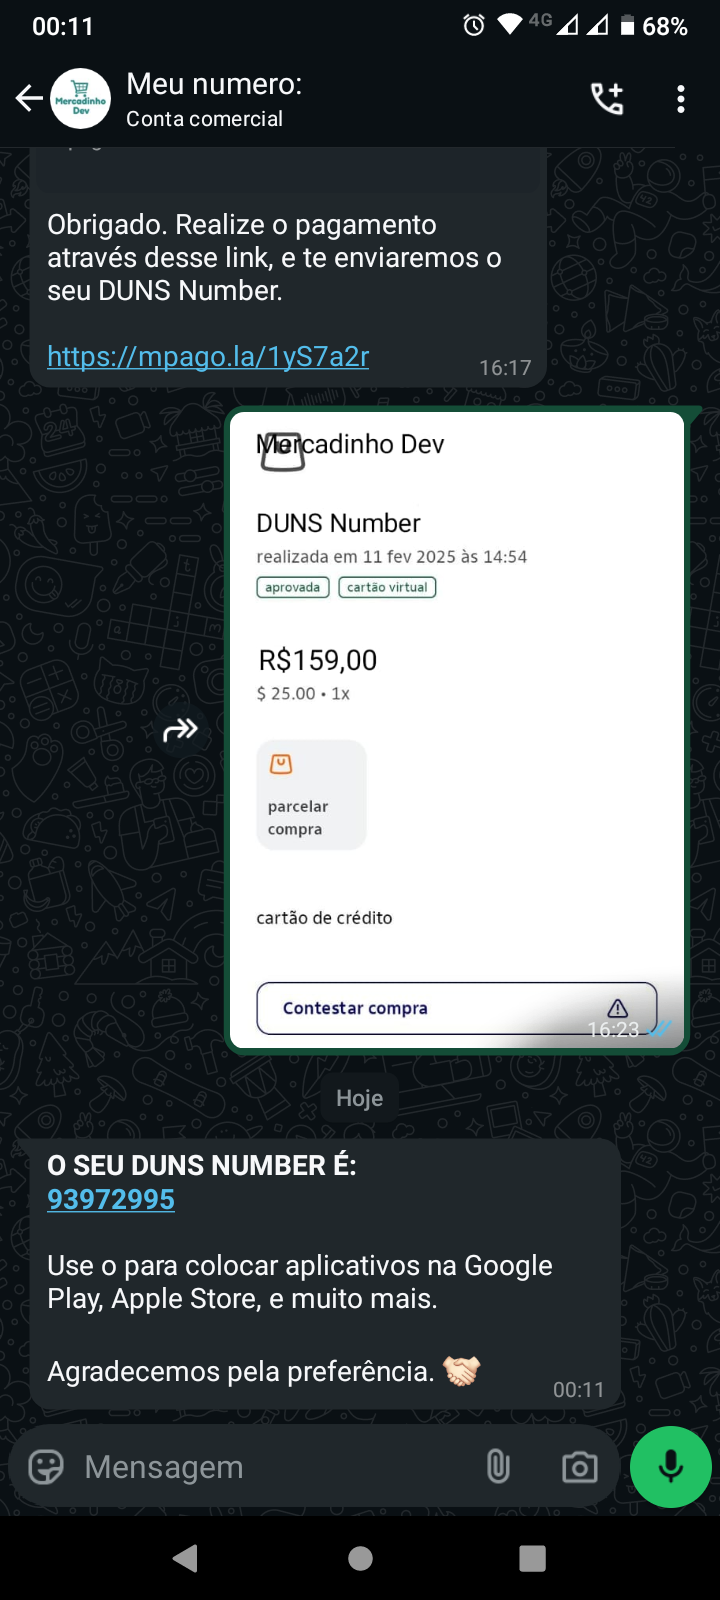 00:11
4G
68%
Mercadinho
Dev
Meu numero:
Conta comercial
Obrigado. Realize o pagamento
através desse link, e te enviaremos o
seu DUNS Number.
https://mpago.la/1yS7a2r
16:17
Mercadinho Dev
DUNS Number
realizada em 11 fev 2025 às 14:54
aprovada cartão virtual
R$159,00
$ 25.00 • 1x
parcelar
compra
cartão de crédito
Contestar compra
16:23
Hoje
O SEU DUNS NUMBER É:
93972995
Use o para colocar aplicativos na Google
Play, Apple Store, e muito mais.
Agradecemos pela preferência. 🤝🏻
00:11
Mensagem